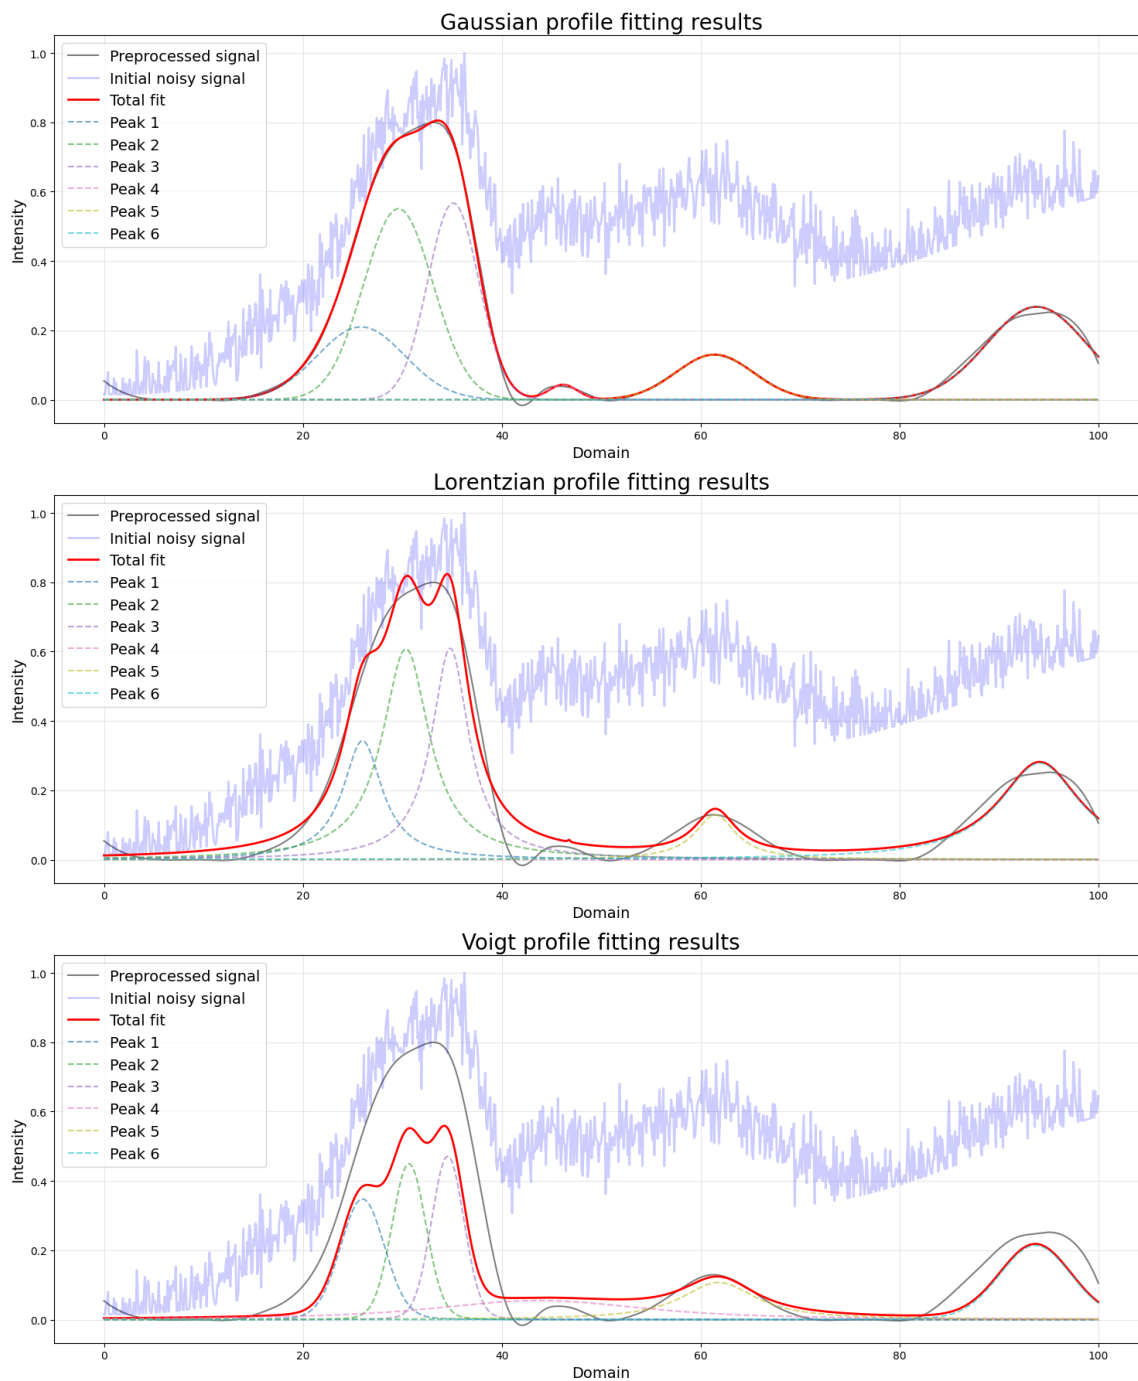 Gaussian profile fitting results
Preprocessed signal
Initial noisy signal
Total fit
Peak 1
Peak 2
Peak 3
Peak 4
Peak 5
Peak 6
Intensity
1.0
0.8
0.6
0.4
0.2
0.0
0 20 40 60 80 100
Domain
Lorentzian profile fitting results
Preprocessed signal
Initial noisy signal
Total fit
Peak 1
Peak 2
Peak 3
Peak 4
Peak 5
Peak 6
Intensity
1.0
0.8
0.6
0.4
0.2
0.0
0 20 40 60 80 100
Domain
Voigt profile fitting results
Preprocessed signal
Initial noisy signal
Total fit
Peak 1
Peak 2
Peak 3
Peak 4
Peak 5
Peak 6
Intensity
1.0
0.8
0.6
0.4
0.2
0.0
0 20 40 60 80 100
Domain